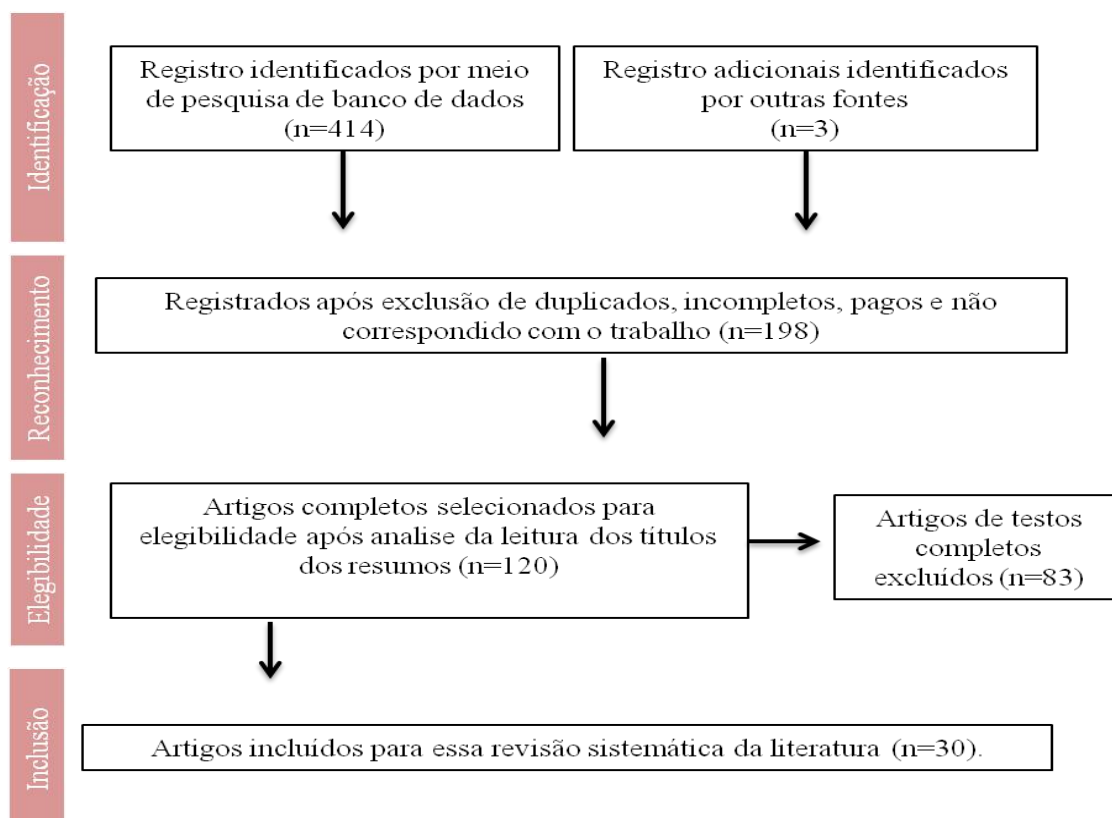 Identificação
Registro identificados por meio
de pesquisa de banco de dados
(n=414)
Registro adicionais identificados
por outras fontes
(n=3)
Reconhecimento
Registrados após exclusão de duplicados, incompletos, pagos e não
correspondido com o trabalho (n=198)
Elegibilidade
Artigos completos selecionados para
elegibilidade após analise da leitura dos títulos
dos resumos (n=120)
Artigos de testos
completos
excluídos (n=83)
Inclusão
Artigos incluídos para essa revisão sistemática da literatura (n=30).